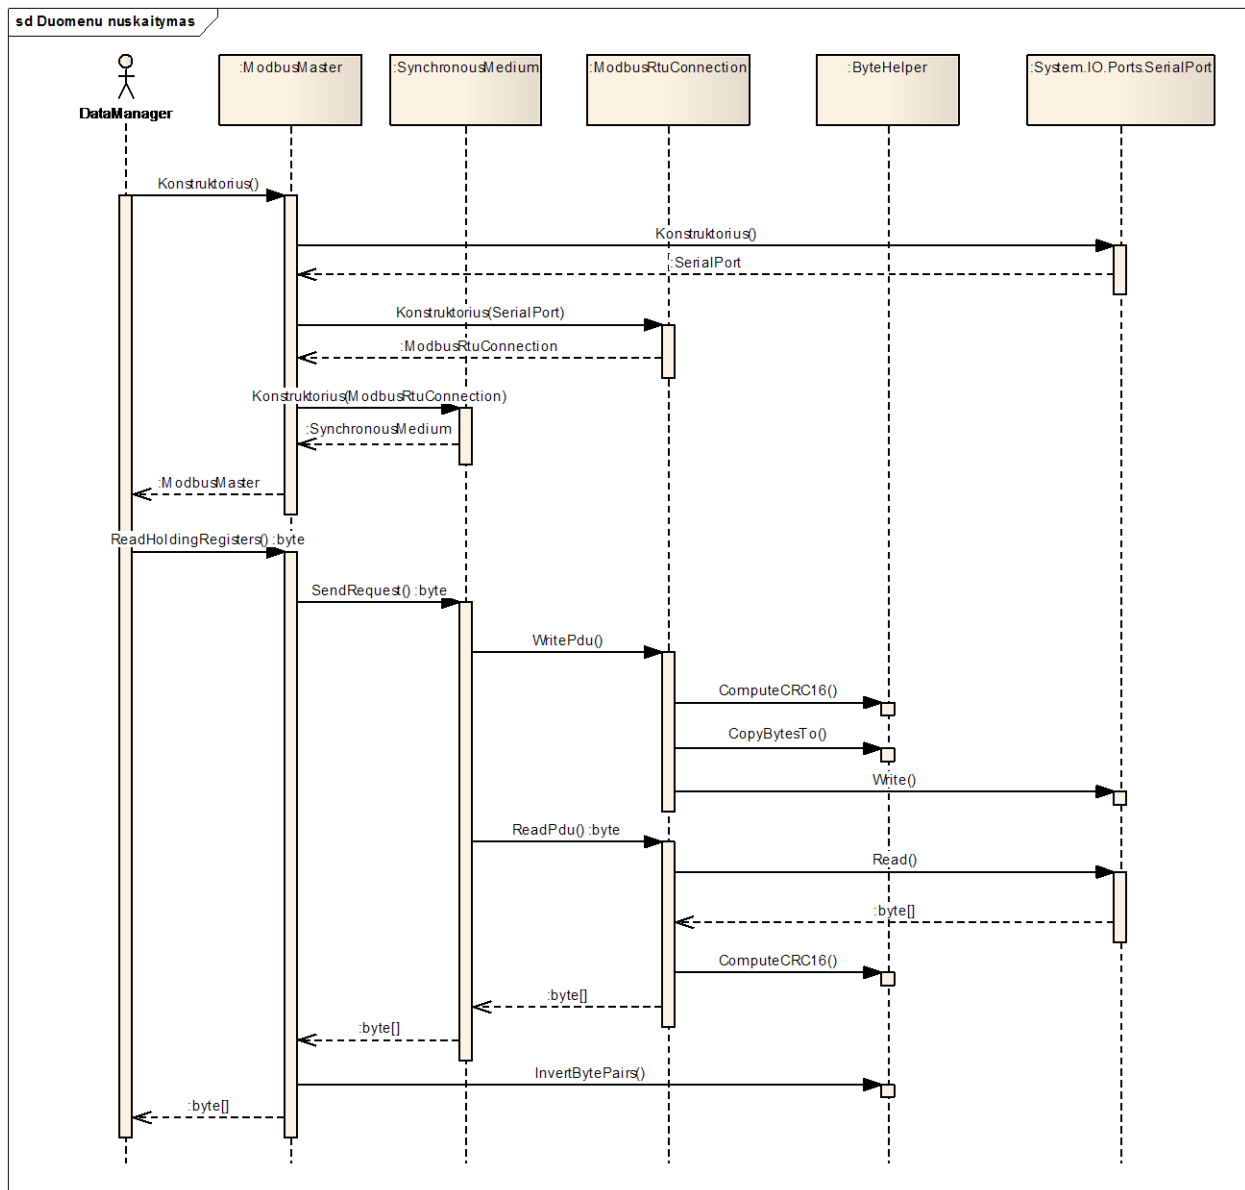 sd Duomenu nuskaitymas
DataManager
:ModbusMaster
:SynchronousMedium
:ModbusRtuConnection
:ByteHelper
:System.IO.Ports.SerialPort
Konstruktorius()
Konstruktorius()
:SerialPort
Konstruktorius(SerialPort)
:ModbusRtuConnection
Konstruktorius(ModbusRtuConnection)
:SynchronousMedium
:ModbusMaster
ReadHoldingRegisters() :byte
SendRequest() :byte
WritePdu()
ComputeCRC16()
CopyBytesTo()
Write()
ReadPdu() :byte
Read()
:byte[]
ComputeCRC16()
:byte[]
:byte[]
InvertBytePairs()
:byte[]